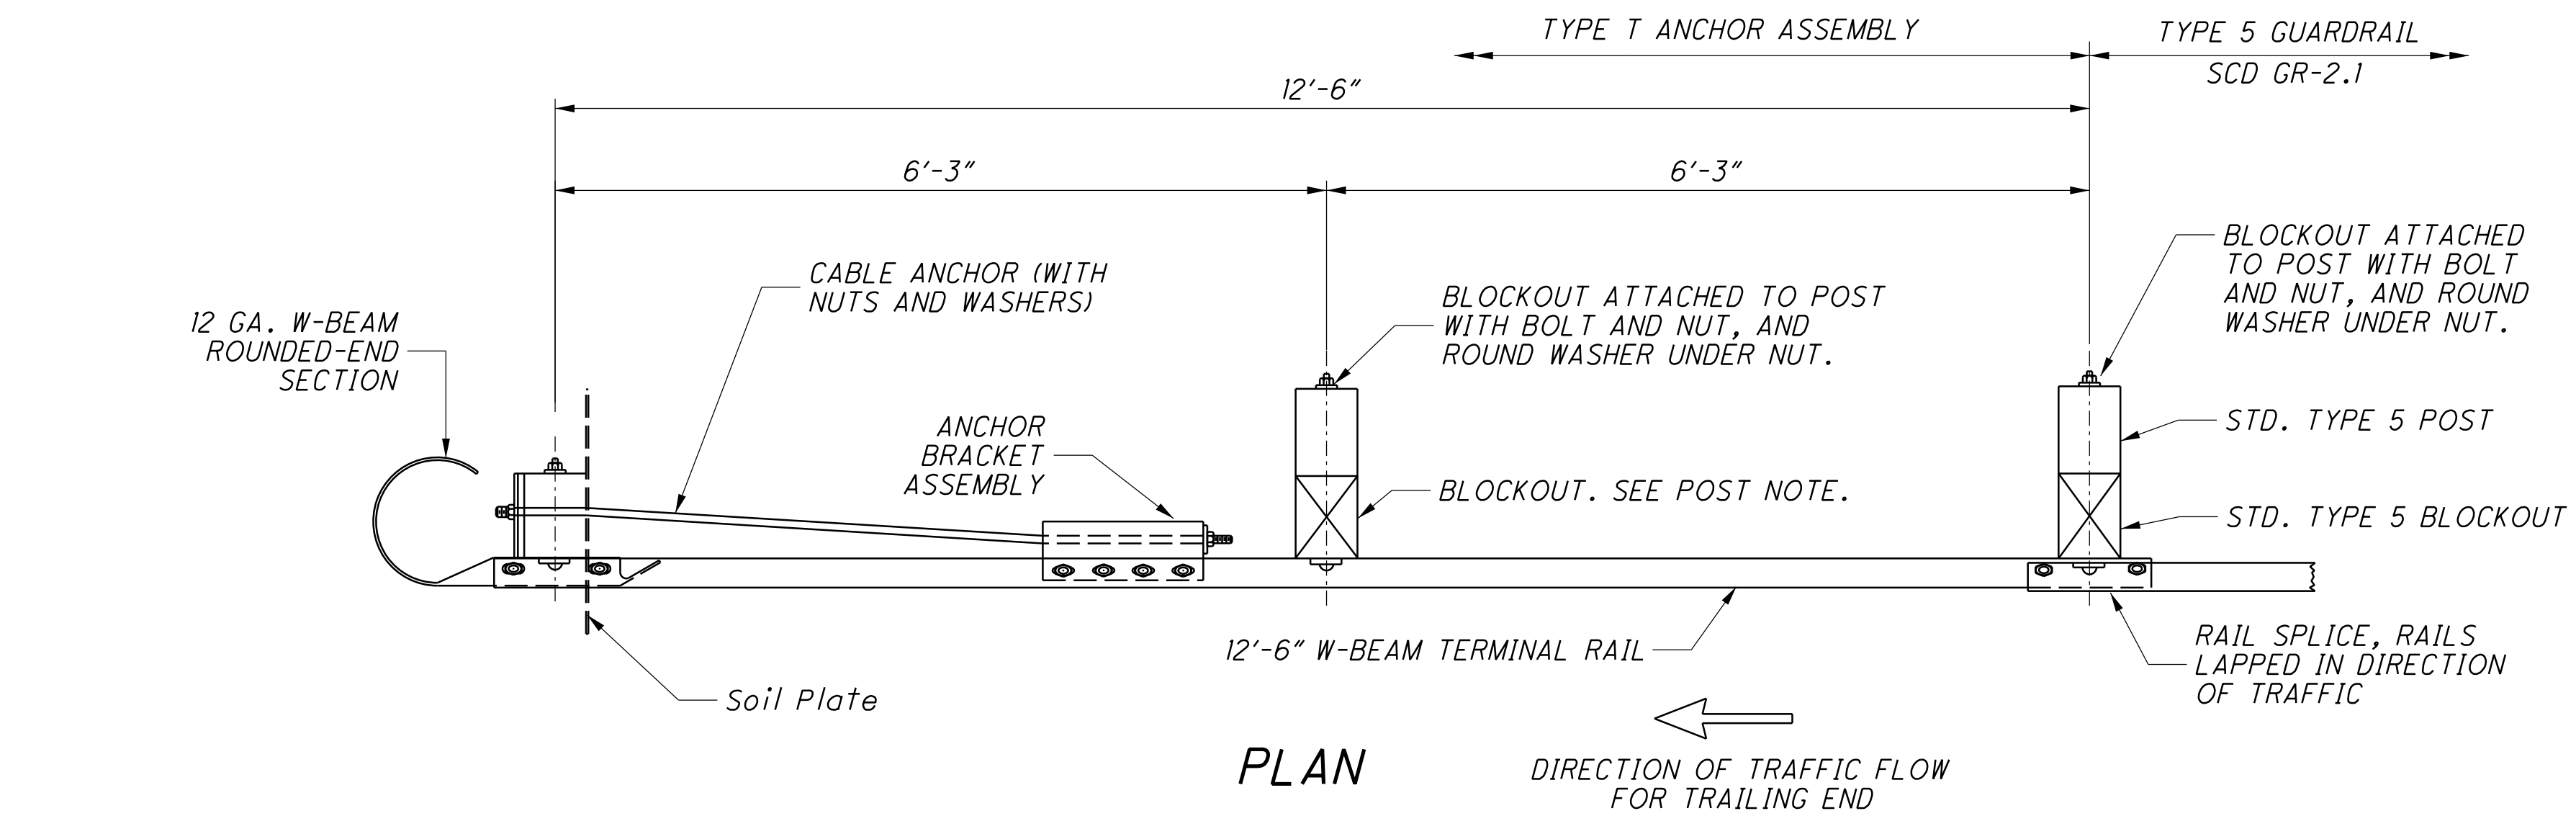 TYPE T ANCHOR ASSEMBLY
TYPE 5 GUARDRAIL
SCD GR-2.1
12'-6"
6'-3"
6'-3"
12 GA. W-BEAM
ROUNDED-END
SECTION
CABLE ANCHOR (WITH
NUTS AND WASHERS)
ANCHOR
BRACKET
ASSEMBLY
BLOCKOUT ATTACHED TO POST
WITH BOLT AND NUT, AND
ROUND WASHER UNDER NUT.
BLOCKOUT. SEE POST NOTE.
BLOCKOUT ATTACHED
TO POST WITH BOLT
AND NUT, AND ROUND
WASHER UNDER NUT.
STD. TYPE 5 POST
STD. TYPE 5 BLOCKOUT
12'-6" W-BEAM TERMINAL RAIL
RAIL SPLICE, RAILS
LAPPED IN DIRECTION
OF TRAFFIC
Soil Plate
PLAN
DIRECTION OF TRAFFIC FLOW
FOR TRAILING END